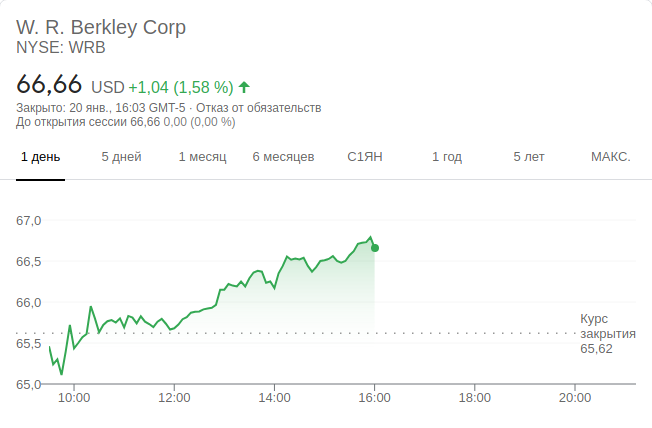 W. R. Berkley Corp
NYSE: WRB
66,66 USD +1,04 (1,58 %)
Закрыто: 20 янв., 16:03 GMT-5 · Отказ от обязательств
До открытия сессии 66,66 0,00 (0,00 %)
1 день 5 дней 1 месяц 6 месяцев С1ЯН 1 год 5 лет МАКС.
67,0
66,5
66,0
Курс
закрытия
65,62
65,5
65,0
10:00 12:00 14:00 16:00 18:00 20:00